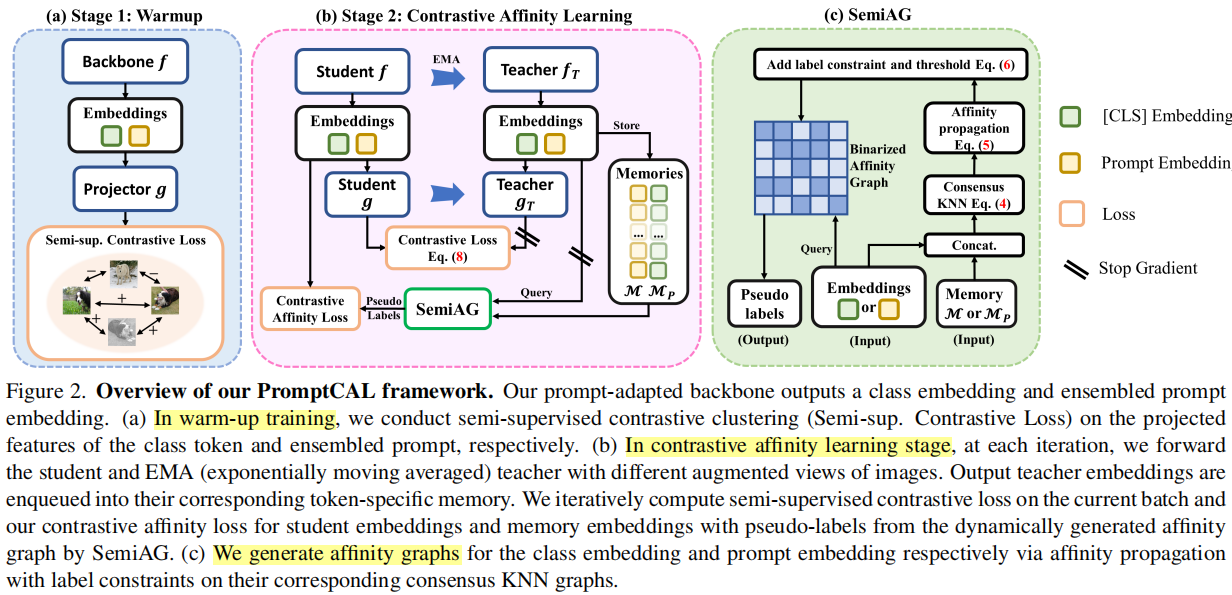 (a) Stage 1: Warmup
Backbone f
Embeddings
Projector g
Semi-sup. Contrastive Loss
−
−
+
+
+
(b) Stage 2: Contrastive Affinity Learning
Student f
EMA
Teacher f_T
Embeddings
Embeddings
Store
Student
g
Teacher
g_T
Memories
...
...
M M_P
Contrastive Loss
Eq. (8)
Contrastive
Affinity Loss
Pseudo
Labels
SemiAG
Query
(c) SemiAG
Add label constraint and threshold Eq. (6)
Binarized
Affinity
Graph
Affinity
propagation
Eq. (5)
Consensus
KNN Eq. (4)
Concat.
Query
Pseudo
labels
(Output)
Embeddings
or
(Input)
Memory
M or M_P
(Input)
[CLS] Embedding
Prompt Embeddin
Loss
Stop Gradient
Figure 2. Overview of our PromptCAL framework. Our prompt-adapted backbone outputs a class embedding and ensembled prompt
embedding. (a) In warm-up training, we conduct semi-supervised contrastive clustering (Semi-sup. Contrastive Loss) on the projected
features of the class token and ensembled prompt, respectively. (b) In contrastive affinity learning stage, at each iteration, we forward
the student and EMA (exponentially moving averaged) teacher with different augmented views of images. Output teacher embeddings are
enqueued into their corresponding token-specific memory. We iteratively compute semi-supervised contrastive loss on the current batch and
our contrastive affinity loss for student embeddings and memory embeddings with pseudo-labels from the dynamically generated affinity
graph by SemiAG. (c) We generate affinity graphs for the class embedding and prompt embedding respectively via affinity propagation
with label constraints on their corresponding consensus KNN graphs.